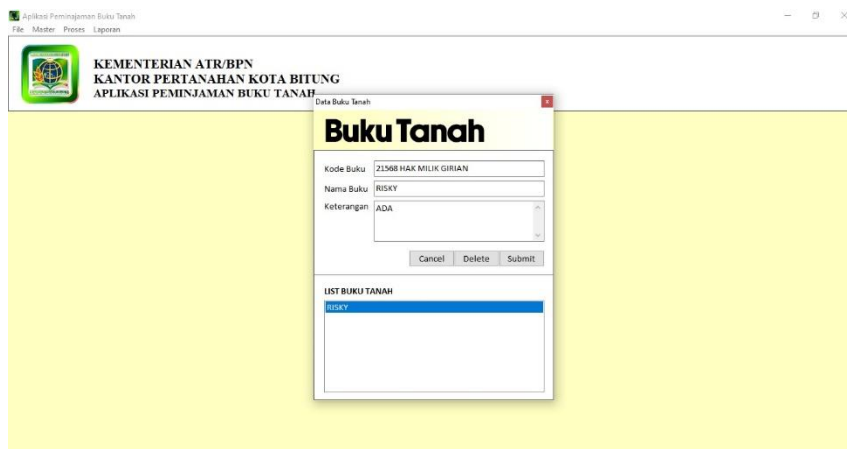 Aplikasi Peminajaman Buku Tanah
File Master Proses Laporan
KEMENTERIAN ATR/BPN
KANTOR PERTANAHAN KOTA BITUNG
APLIKASI PEMINJAMAN BUKU TANAH
Data Buku Tanah
Buku Tanah
Kode Buku 21568 HAK MILIK GIRIAN
Nama Buku RISKY
Keterangan ADA
Cancel Delete Submit
LIST BUKU TANAH
RISKY